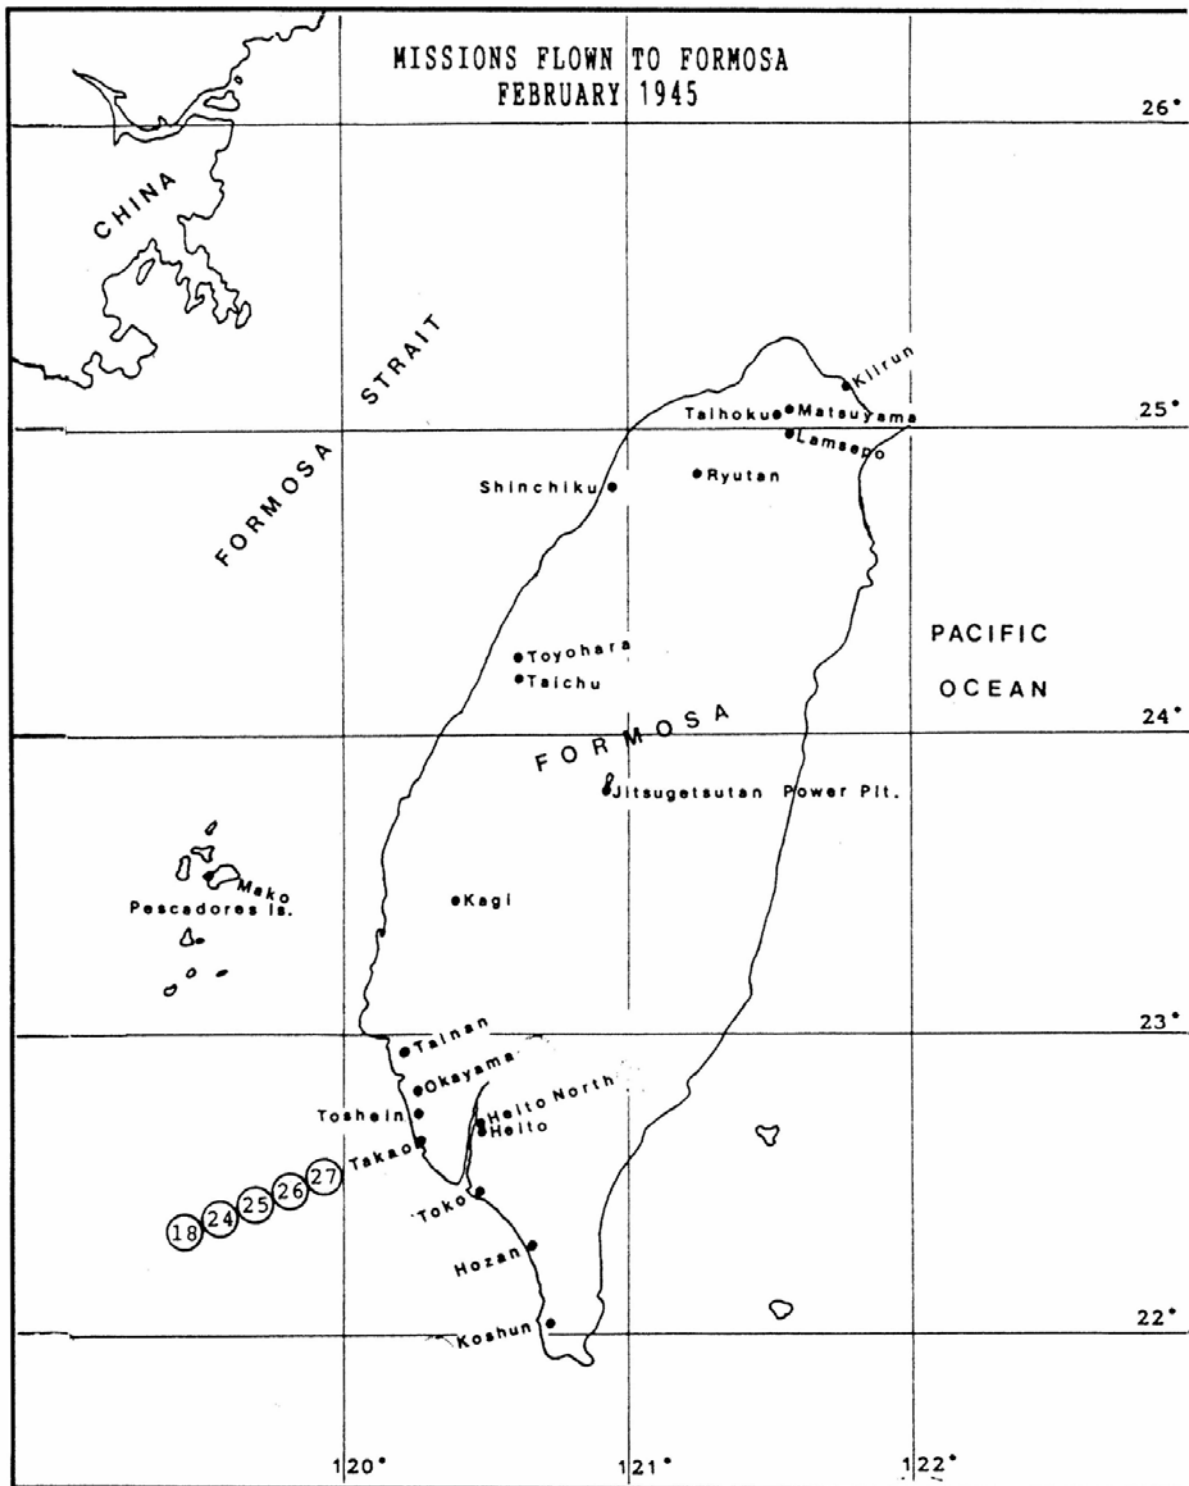 MISSIONS FLOWN TO FORMOSA
FEBRUARY 1945
26°
CHINA
STRAIT
FORMOSA
Kiirun
25°
Taihoku
Matsuyama
Lamsepo
Ryutan
Shinchiku
PACIFIC
OCEAN
Toyohara
Taichu
24°
FORMOSA
Jitsugetsutan Power Plt.
Mako
Pescadores Is.
Kagi
23°
Tainan
Okayama
Toshein
Heito North
Heito
Takao
18 24 25 26 27
Toko
Hozan
Koshun
22°
120° 121° 122°